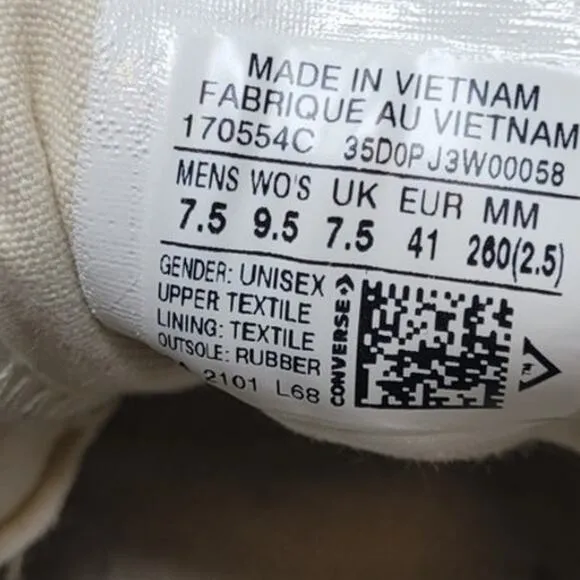 MADE IN VIETNAM
FABRIQUE AU VIETNAM
170554C 35D0PJ3W00058
MENS WO'S UK EUR MM
7.5 9.5 7.5 41 260(2.5)
GENDER: UNISEX
UPPER TEXTILE
LINING: TEXTILE
OUTSOLE: RUBBER
2101 L68
CONVERSE
TM